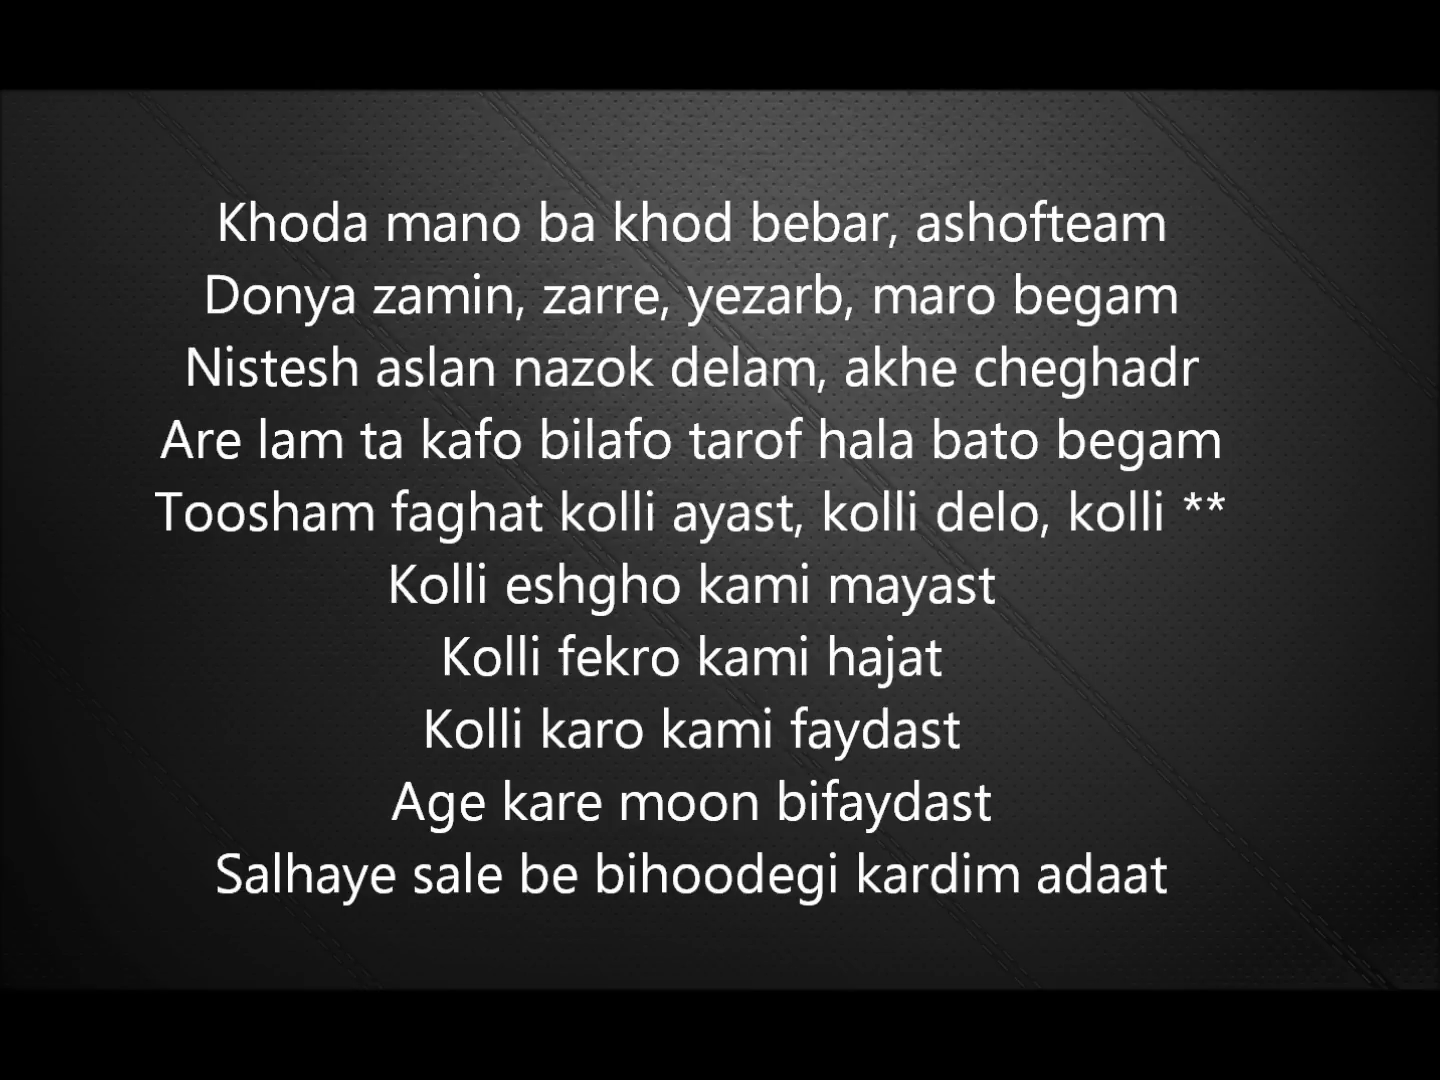 Khoda mano ba khod bebar, ashofteam
Donya zamin, zarre, yezarb, maro begam
Nistesh aslan nazok delam, akhe cheghadr
Are lam ta kafo bilafo tarof hala bato begam
Toosham faghat kolli ayast, kolli delo, kolli **
Kolli eshgho kami mayast
Kolli fekro kami hajat
Kolli karo kami faydast
Age kare moon bifaydast
Salhaye sale be bihoodegi kardim adaat